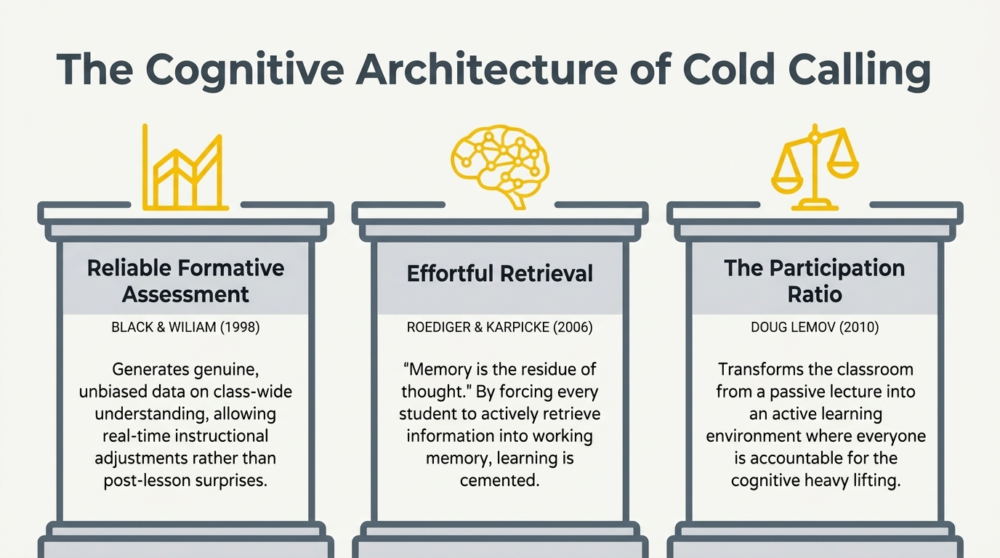 The Cognitive Architecture of Cold Calling
Reliable Formative
Assessment
BLACK & WILIAM (1998)
Generates genuine,
unbiased data on class-wide
understanding, allowing
real-time instructional
adjustments rather than
post-lesson surprises.
Effortful Retrieval
ROEDIGER & KARPICKE (2006)
“Memory is the residue of
thought." By forcing every
student to actively retrieve
information into working
memory, learning is
cemented.
The Participation
Ratio
DOUG LEMOV (2010)
Transforms the classroom
from a passive lecture into
an active learning
environment where everyone
is accountable for the
cognitive heavy lifting.